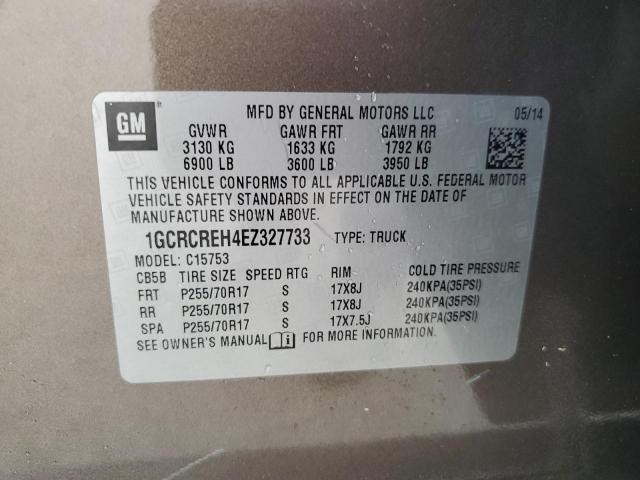 GM
MFD BY GENERAL MOTORS LLC 05/14
GVWR GAWR FRT GAWR RR
3130 KG 1633 KG 1792 KG
6900 LB 3600 LB 3950 LB
THIS VEHICLE CONFORMS TO ALL APPLICABLE U.S. FEDERAL MOTOR
VEHICLE SAFETY STANDARDS IN EFFECT ON THE DATE OF
MANUFACTURE SHOWN ABOVE.
1GCRCREH4EZ327733 TYPE: TRUCK
MODEL: C15753
CB5B TIRE SIZE SPEED RTG RIM COLD TIRE PRESSURE
FRT P255/70R17 S 17X8J 240KPA(35PSI)
RR P255/70R17 S 17X8J 240KPA(35PSI)
SPA P255/70R17 S 17X7.5J 240KPA(35PSI)
SEE OWNER'S MANUAL FOR MORE INFORMATION.